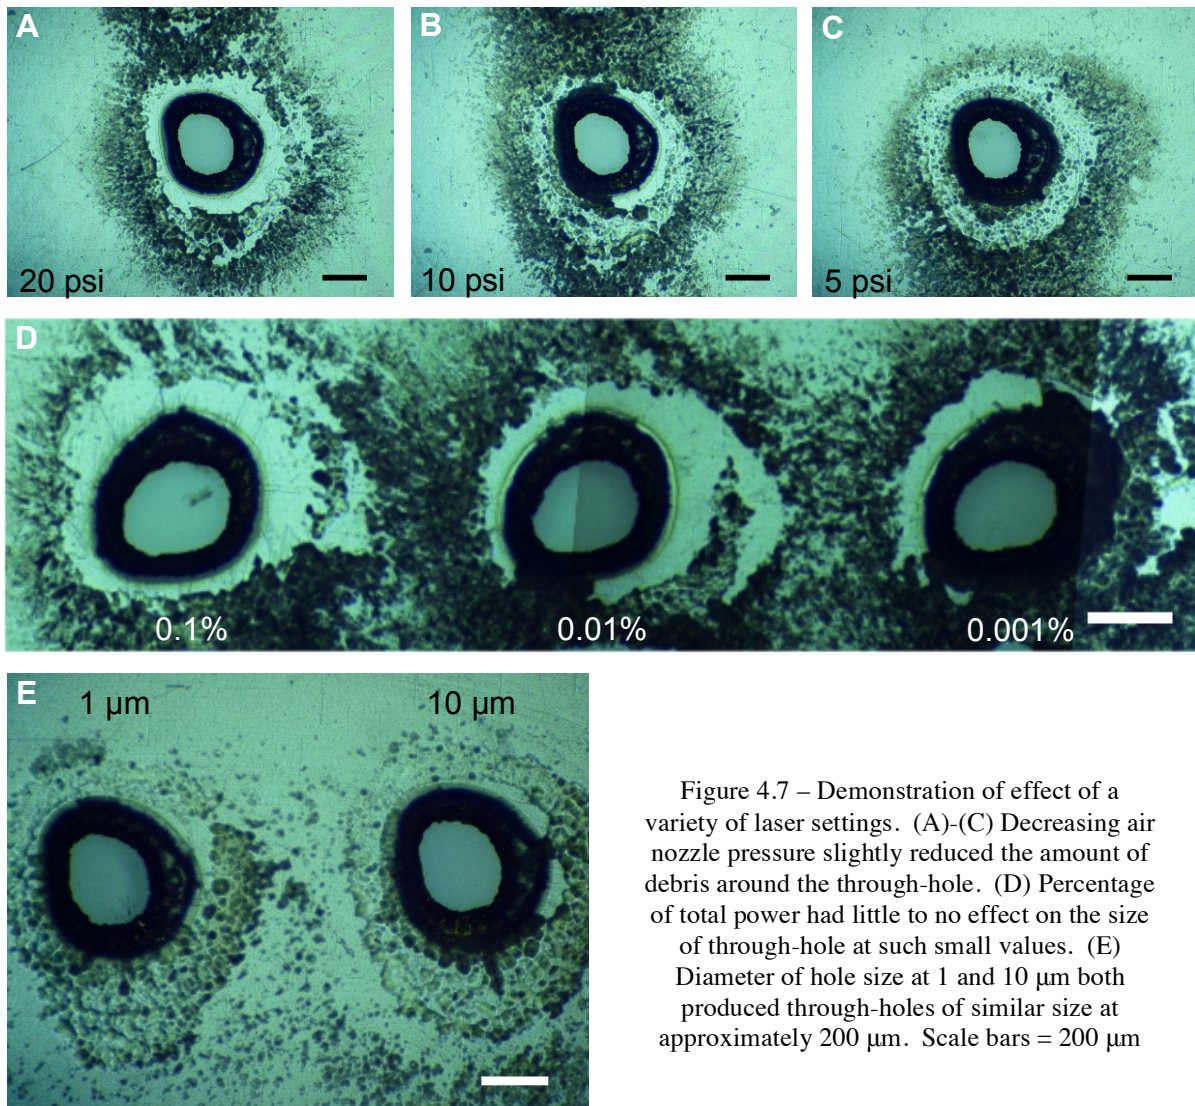 A
B
C
20 psi
10 psi
5 psi
D
0.1%
0.01%
0.001%
E
1 µm
10 µm
Figure 4.7 – Demonstration of effect of a
variety of laser settings.  (A)-(C) Decreasing air
nozzle pressure slightly reduced the amount of
debris around the through-hole.  (D) Percentage
of total power had little to no effect on the size
of through-hole at such small values.  (E)
Diameter of hole size at 1 and 10 µm both
produced through-holes of similar size at
approximately 200 µm.  Scale bars = 200 µm